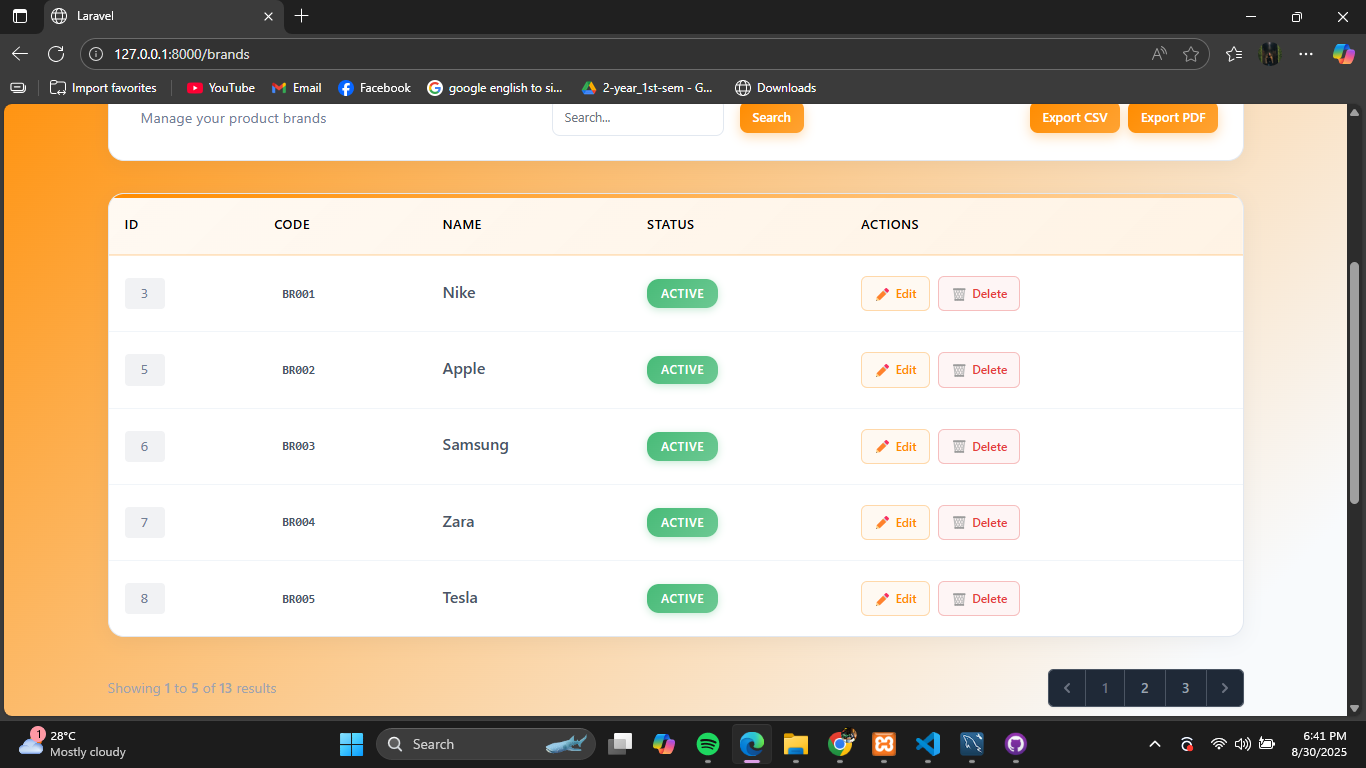 Laravel
127.0.0.1:8000/brands
Import favorites YouTube Email Facebook google english to si... 2-year_1st-sem - G... Downloads
Manage your product brands Search... Search Export CSV Export PDF
ID CODE NAME STATUS ACTIONS
3 BR001 Nike ACTIVE Edit Delete
5 BR002 Apple ACTIVE Edit Delete
6 BR003 Samsung ACTIVE Edit Delete
7 BR004 Zara ACTIVE Edit Delete
8 BR005 Tesla ACTIVE Edit Delete
Showing 1 to 5 of 13 results < 1 2 3 >
1 28°C Search 6:41 PM
Mostly cloudy 8/30/2025